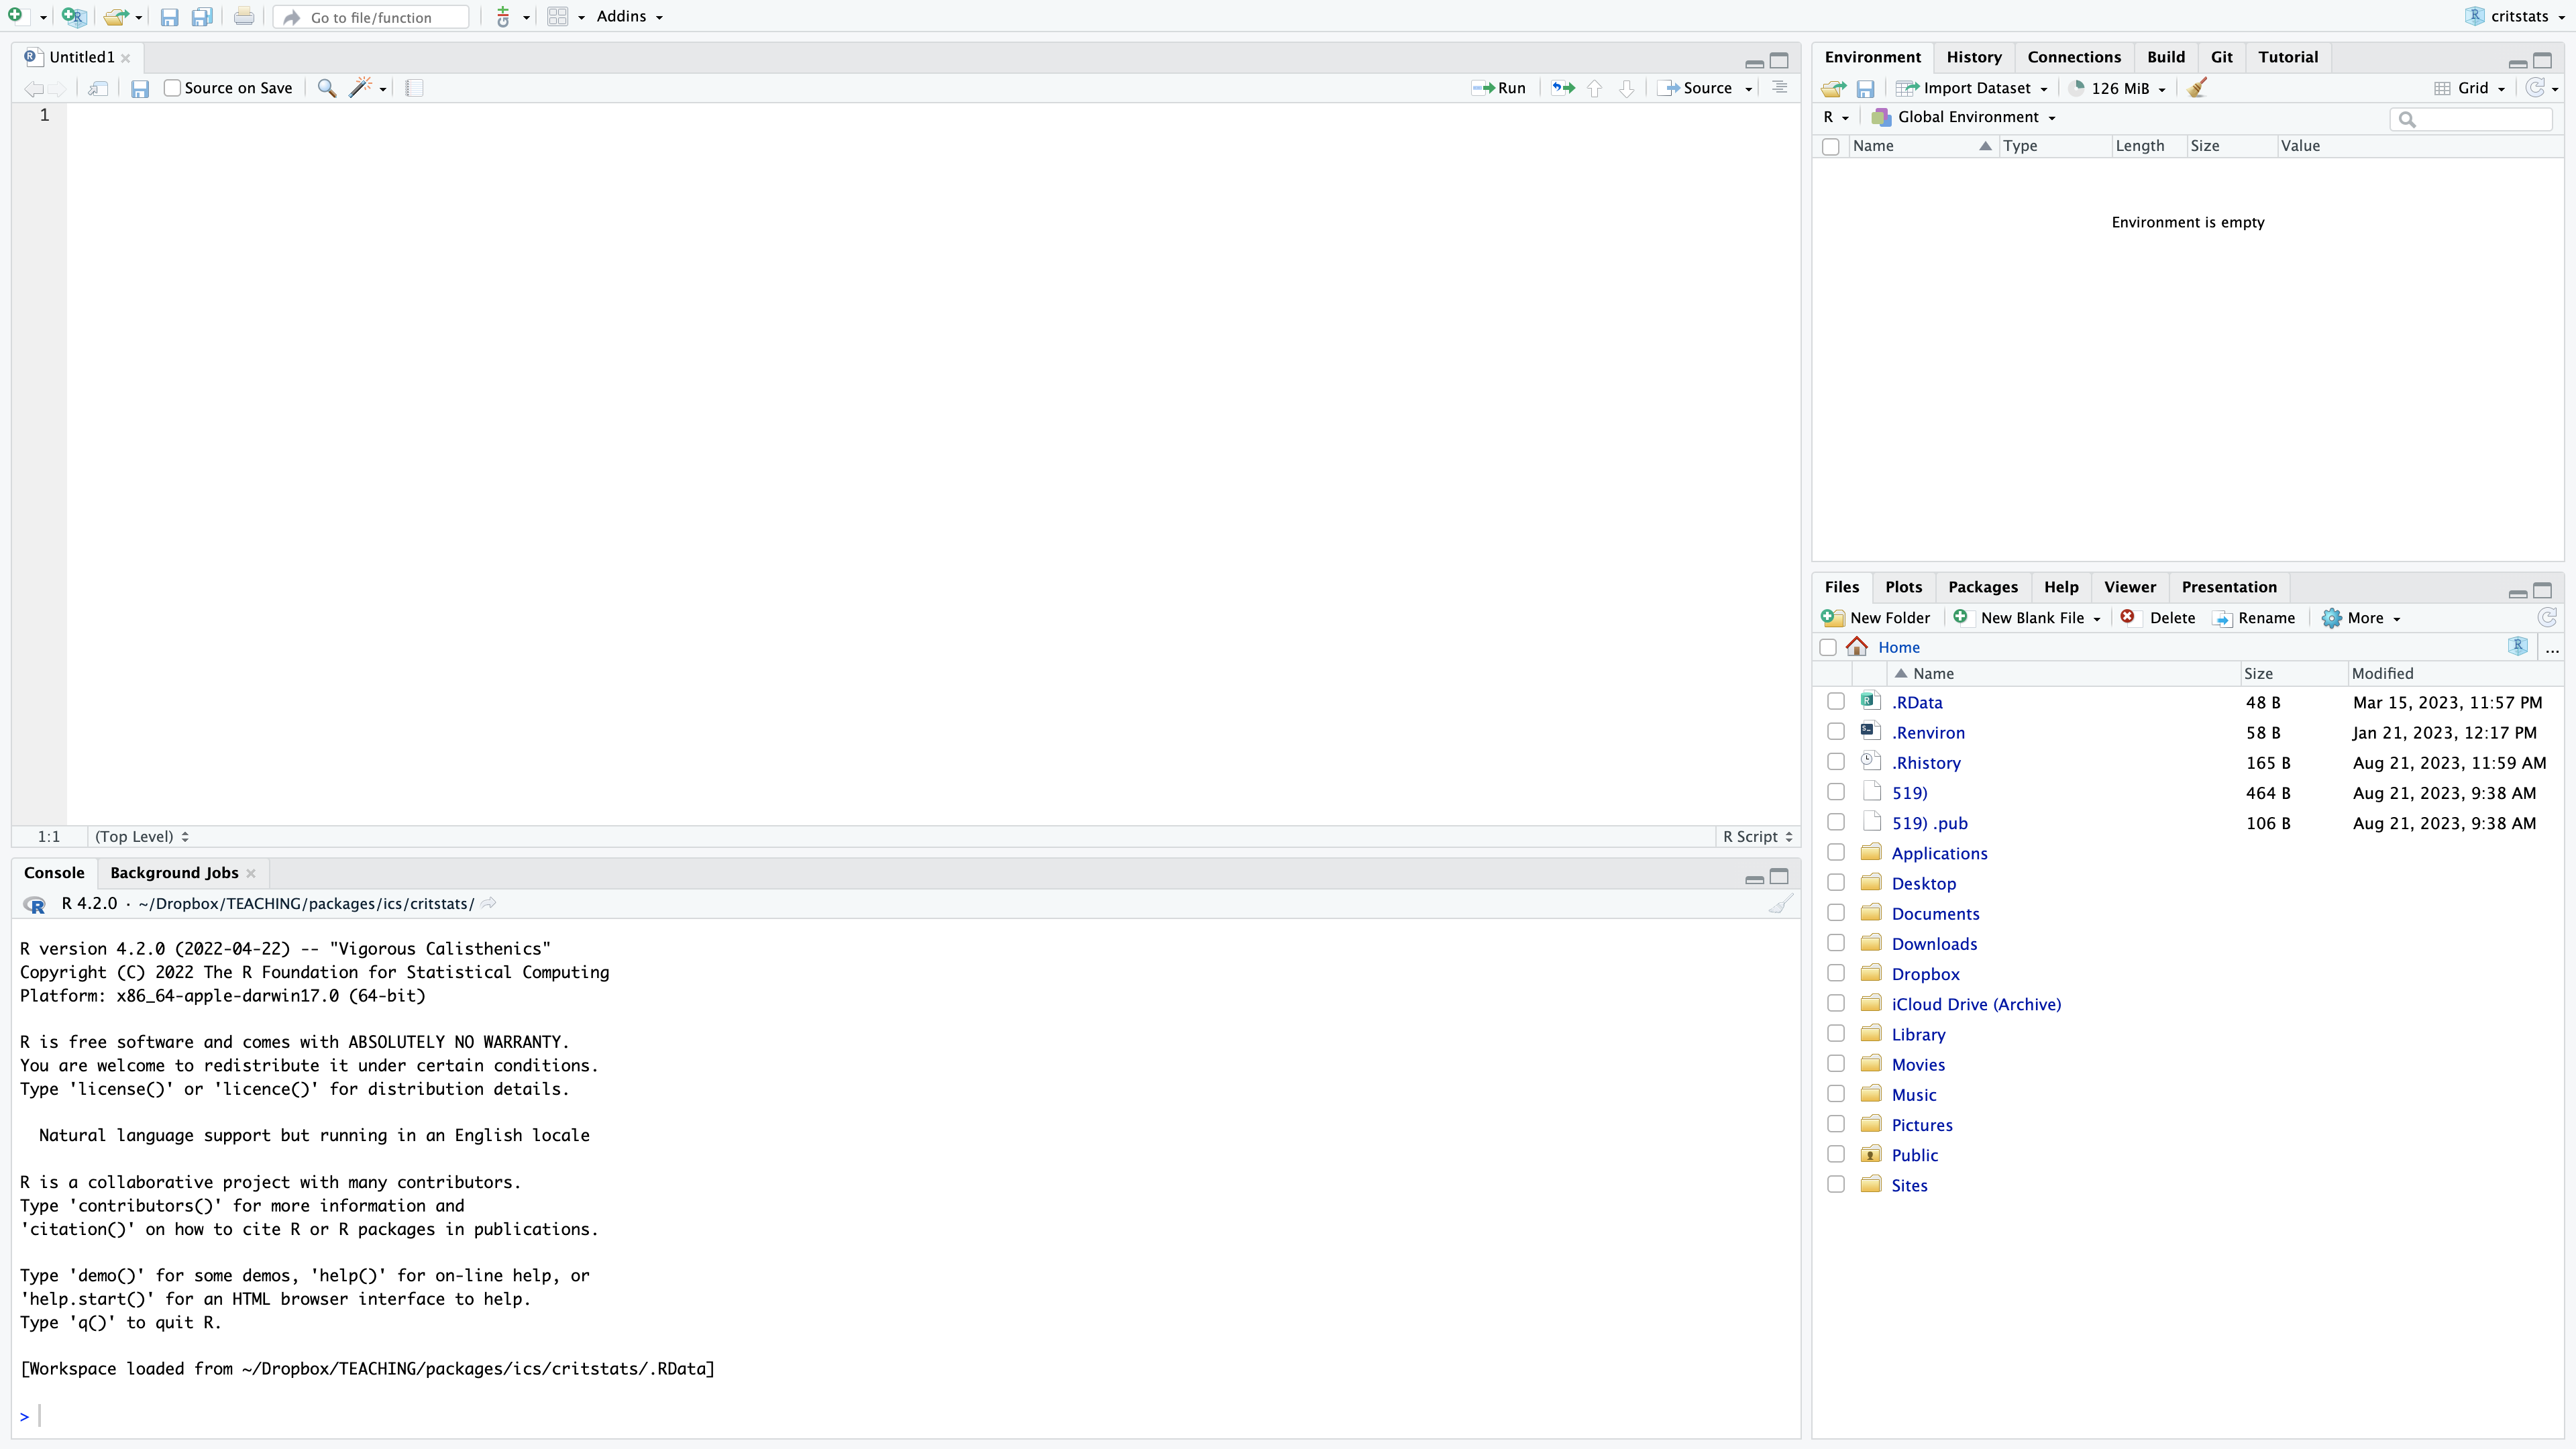 Go to file/function
Addins
critstats
Untitled1
Source on Save
Run
Source
1
1:1
(Top Level)
R Script
Console Background Jobs
R 4.2.0 · ~/Dropbox/TEACHING/packages/ics/critstats/
R version 4.2.0 (2022-04-22) -- "Vigorous Calisthenics"
Copyright (C) 2022 The R Foundation for Statistical Computing
Platform: x86_64-apple-darwin17.0 (64-bit)
R is free software and comes with ABSOLUTELY NO WARRANTY.
You are welcome to redistribute it under certain conditions.
Type 'license()' or 'licence()' for distribution details.
Natural language support but running in an English locale
R is a collaborative project with many contributors.
Type 'contributors()' for more information and
'citation()' on how to cite R or R packages in publications.
Type 'demo()' for some demos, 'help()' for on-line help, or
'help.start()' for an HTML browser interface to help.
Type 'q()' to quit R.
[Workspace loaded from ~/Dropbox/TEACHING/packages/ics/critstats/.RData]
>
Environment History Connections Build Git Tutorial
Import Dataset 126 MiB Grid
R Global Environment
Name Type Length Size Value
Environment is empty
Files Plots Packages Help Viewer Presentation
New Folder New Blank File Delete Rename More
Home ...
Name Size Modified
.RData 48 B Mar 15, 2023, 11:57 PM
.Renviron 58 B Jan 21, 2023, 12:17 PM
.Rhistory 165 B Aug 21, 2023, 11:59 AM
519) 464 B Aug 21, 2023, 9:38 AM
519) .pub 106 B Aug 21, 2023, 9:38 AM
Applications
Desktop
Documents
Downloads
Dropbox
iCloud Drive (Archive)
Library
Movies
Music
Pictures
Public
Sites